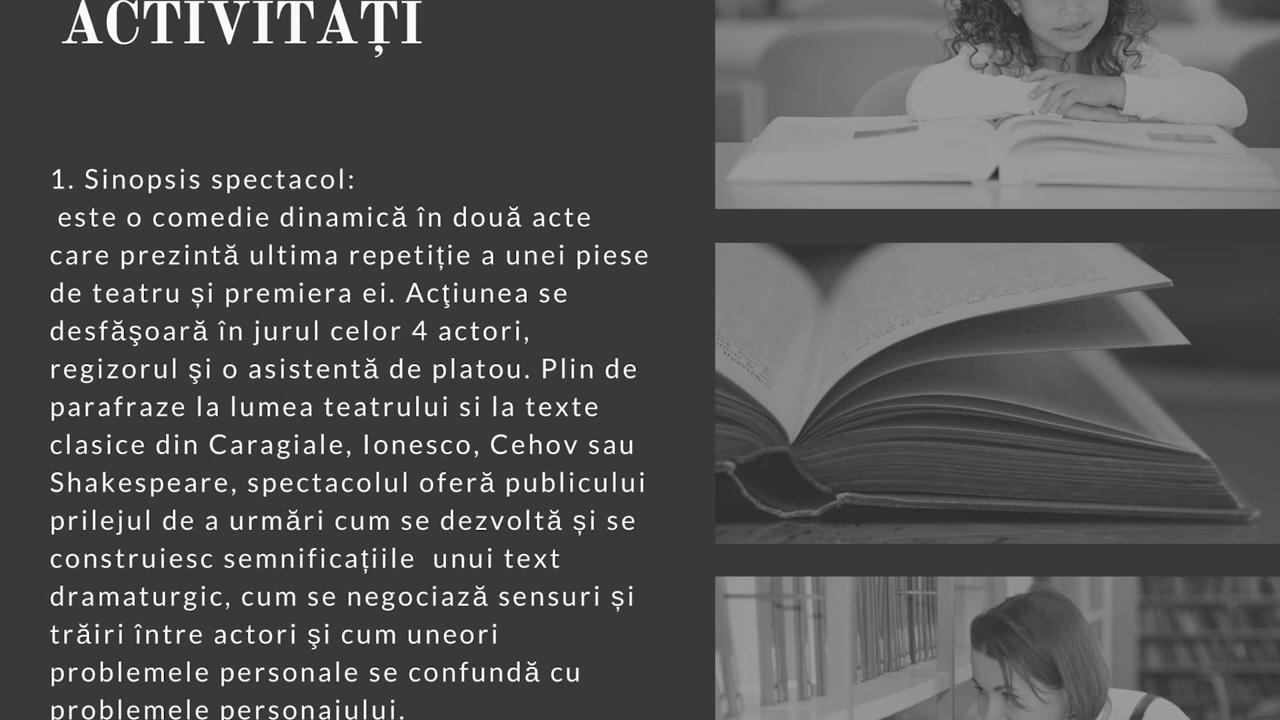 ACTIVITĂȚI
1. Sinopsis spectacol:
este o comedie dinamică în două acte
care prezintă ultima repetiție a unei piese
de teatru și premiera ei. Acţiunea se
desfăşoară în jurul celor 4 actori,
regizorul şi o asistentă de platou. Plin de
parafraze la lumea teatrului si la texte
clasice din Caragiale, Ionesco, Cehov sau
Shakespeare, spectacolul oferă publicului
prilejul de a urmări cum se dezvoltă și se
construiesc semnificațiile unui text
dramaturgic, cum se negociază sensuri și
trăiri între actori şi cum uneori
problemele personale se confundă cu
problemele personajului.